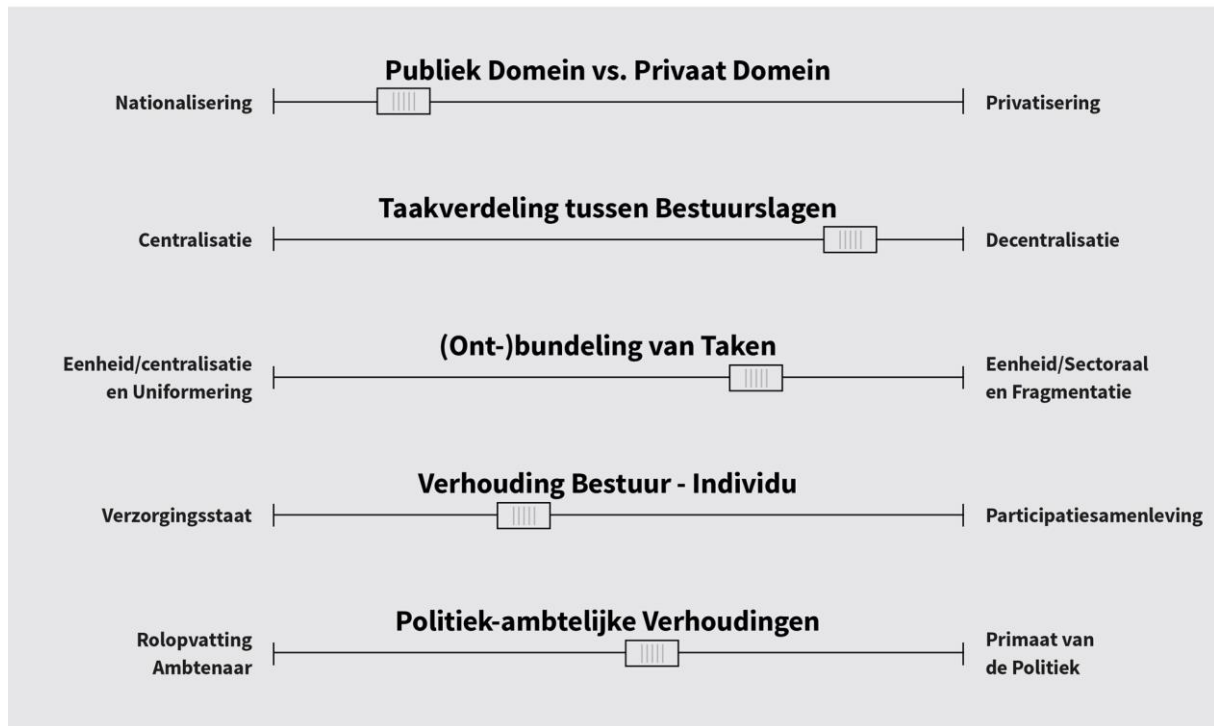 Publiek Domein vs. Privaat Domein
Nationalisering
Privatisering
Taakverdeling tussen Bestuurslagen
Centralisatie
Decentralisatie
(Ont-)bundeling van Taken
Eenheid/centralisatie
en Uniformering
Eenheid/Sectoraal
en Fragmentatie
Verhouding Bestuur - Individu
Verzorgingsstaat
Participatiesamenleving
Politiek-ambtelijke Verhoudingen
Rolopvatting
Ambtenaar
Primaat van
de Politiek